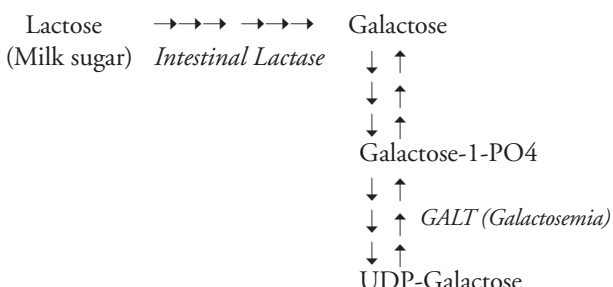 Lactose Galactose
(Milk sugar) Intestinal Lactase
Galactose-1-PO4
GALT (Galactosemia)
UDP-Galactose